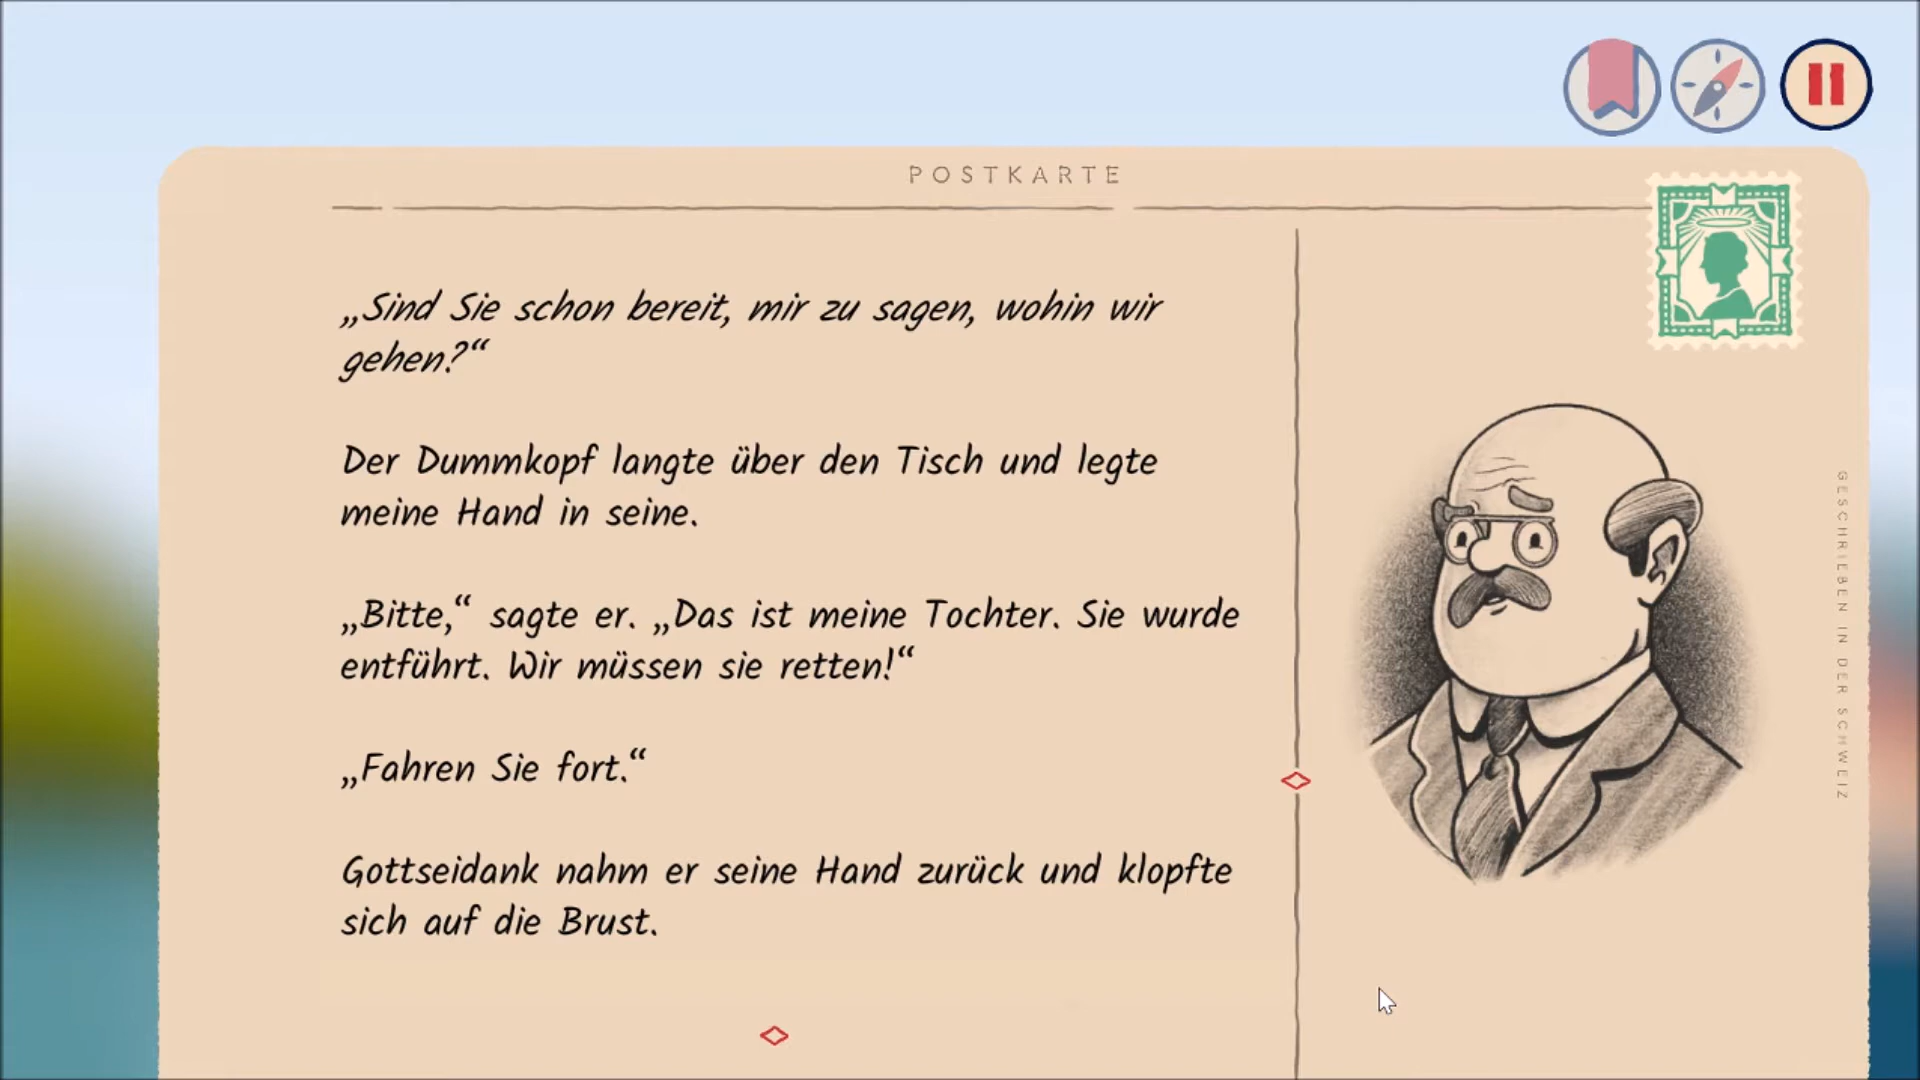 POSTKARTE
„Sind Sie schon bereit, mir zu sagen, wohin wir
gehen?“
Der Dummkopf langte über den Tisch und legte
meine Hand in seine.
„Bitte,“ sagte er. „Das ist meine Tochter. Sie wurde
entführt. Wir müssen sie retten!“
„Fahren Sie fort.“
Gottseidank nahm er seine Hand zurück und klopfte
sich auf die Brust.
GESCHRIEBEN IN DER SCHWEIZ